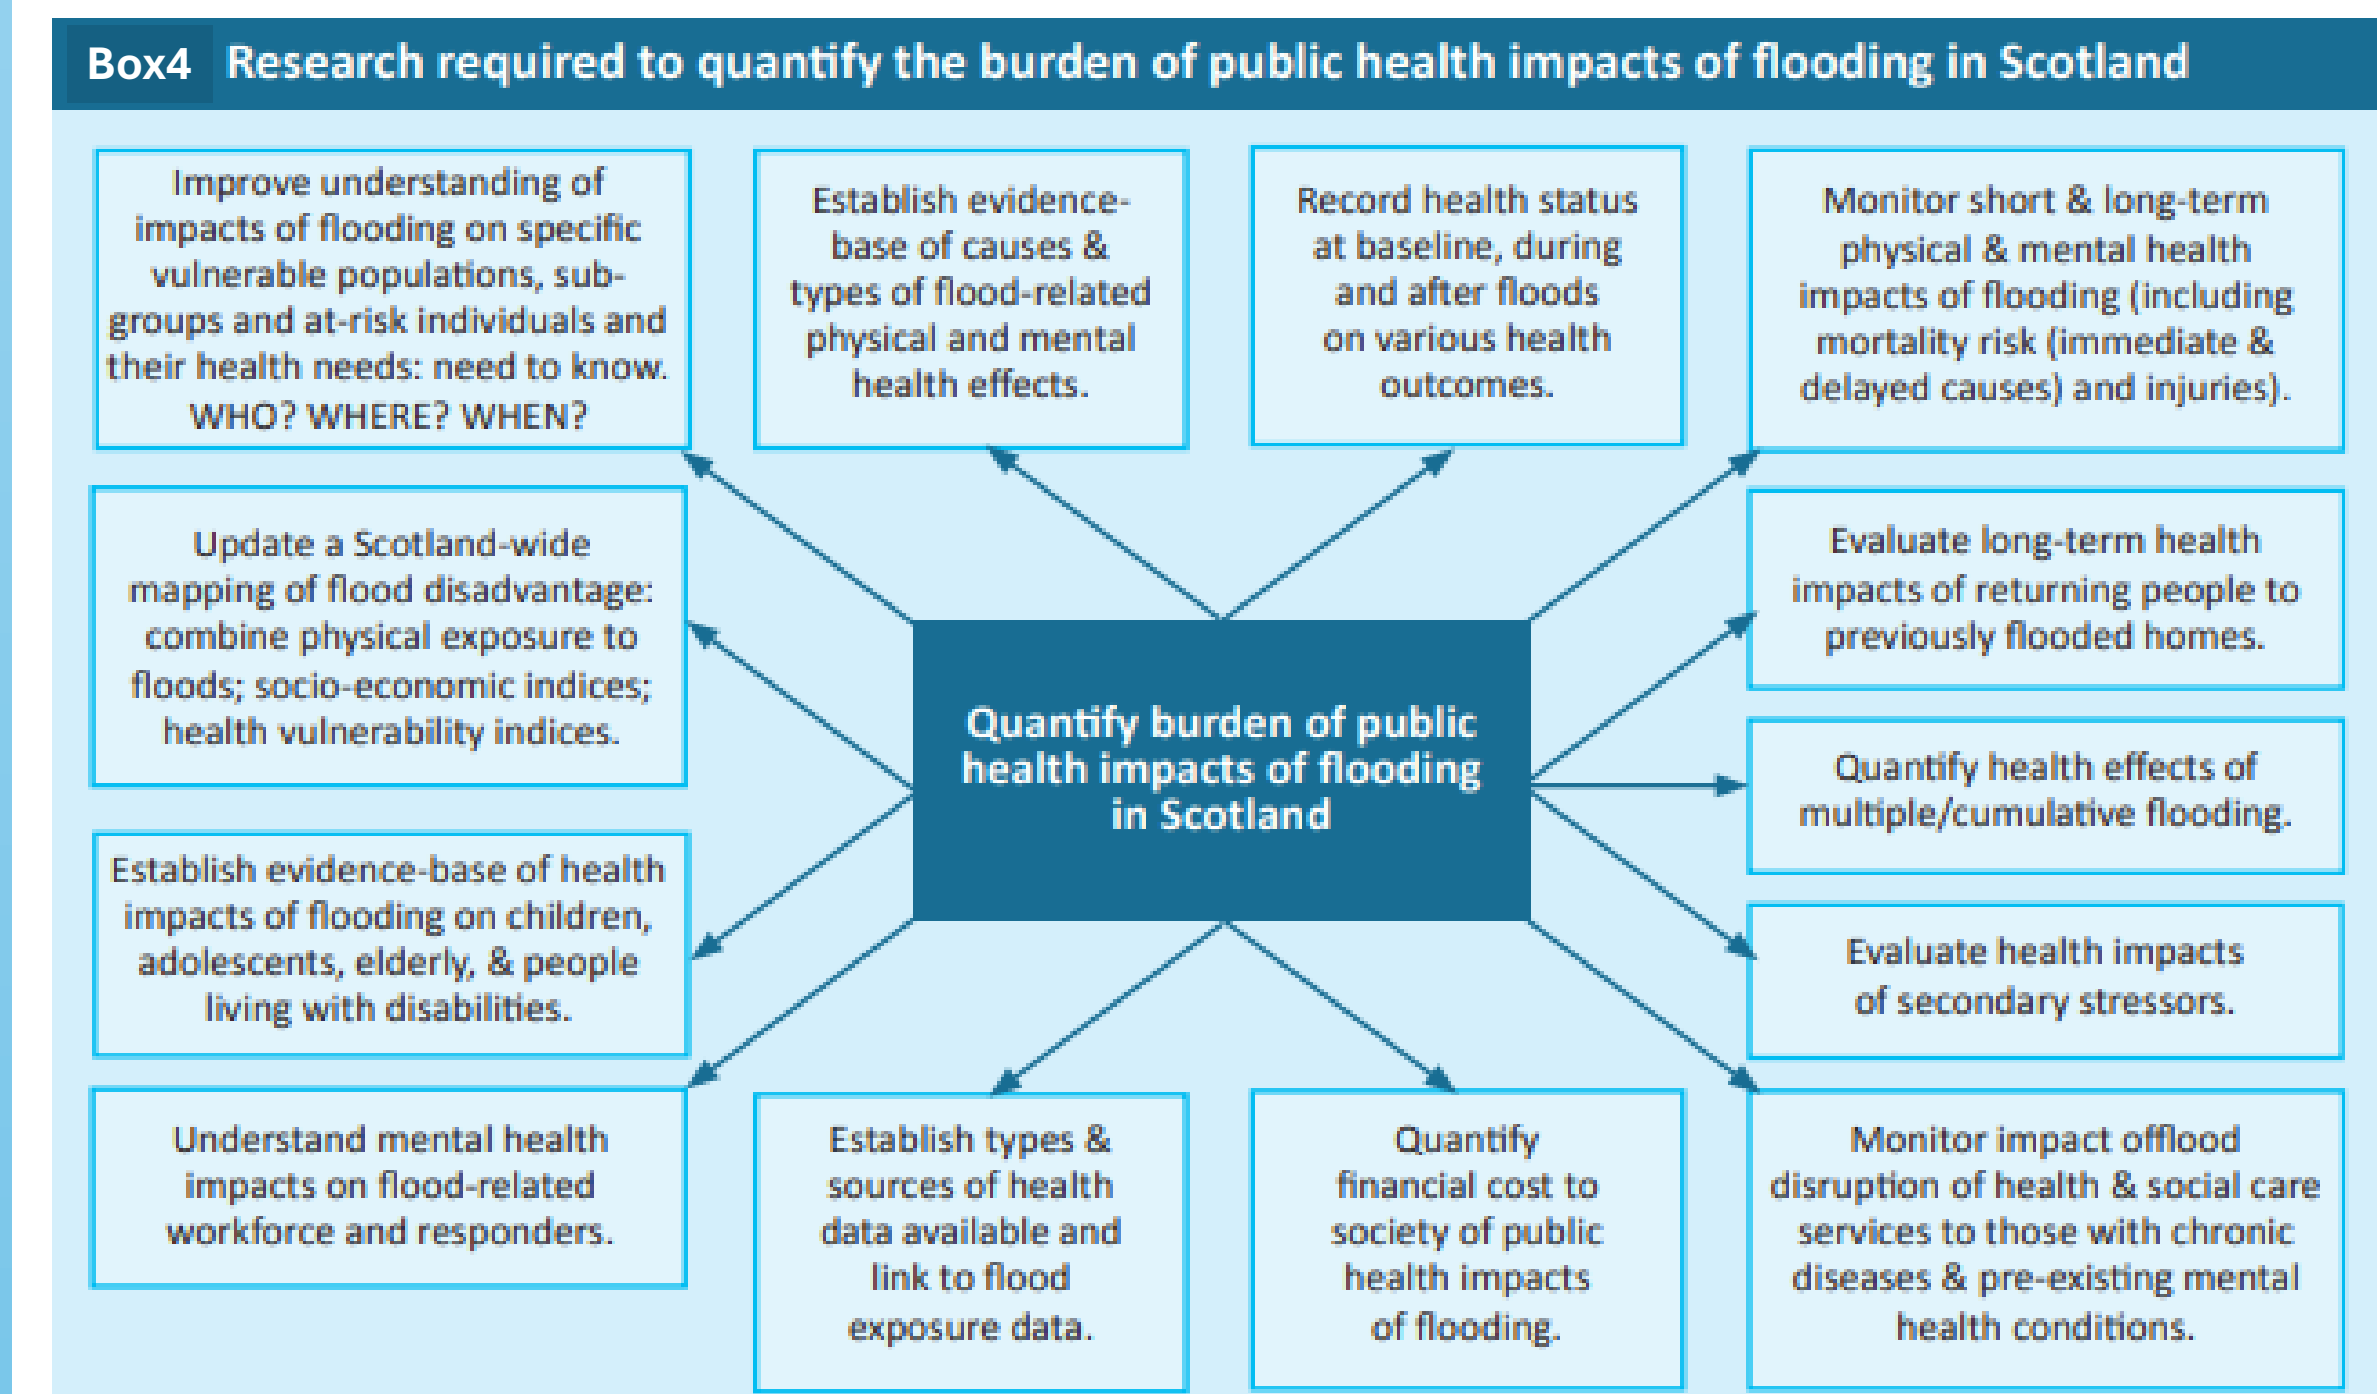 Box4 Research required to quantify the burden of public health impacts of flooding in Scotland
Improve understanding of
impacts of flooding on specific
vulnerable populations, sub-
groups and at-risk individuals and
their health needs: need to know.
WHO? WHERE? WHEN?
Establish evidence-
base of causes &
types of flood-related
physical and mental
health effects.
Record health status
at baseline, during
and after floods
on various health
outcomes.
Monitor short & long-term
physical & mental health
impacts of flooding (including
mortality risk (immediate &
delayed causes) and injuries).
Update a Scotland-wide
mapping of flood disadvantage:
combine physical exposure to
floods; socio-economic indices;
health vulnerability indices.
Evaluate long-term health
impacts of returning people to
previously flooded homes.
Quantify burden of public
health impacts of flooding
in Scotland
Quantify health effects of
multiple/cumulative flooding.
Establish evidence-base of health
impacts of flooding on children,
adolescents, elderly, & people
living with disabilities.
Evaluate health impacts
of secondary stressors.
Understand mental health
impacts on flood-related
workforce and responders.
Establish types &
sources of health
data available and
link to flood
exposure data.
Quantify
financial cost to
society of public
health impacts
of flooding.
Monitor impact offlood
disruption of health & social care
services to those with chronic
diseases & pre-existing mental
health conditions.